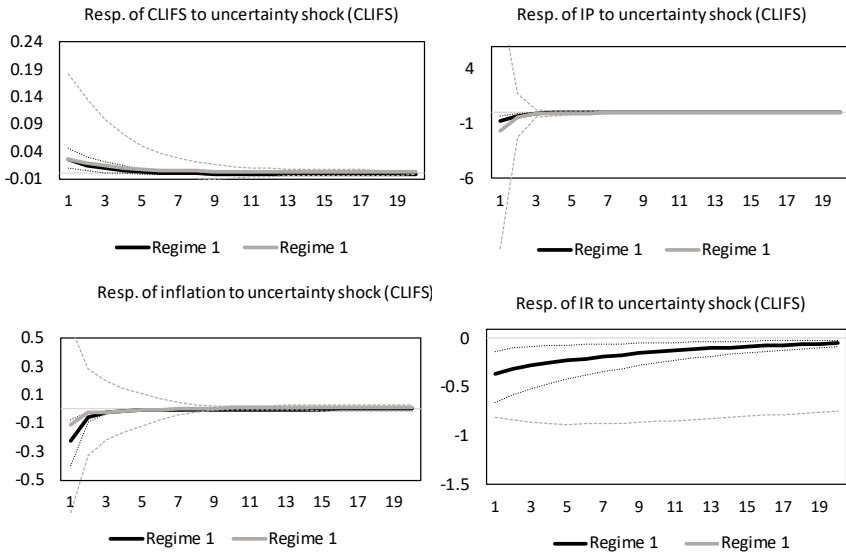 Resp. of CLIFS to uncertainty shock (CLIFS)
0.24
0.19
0.14
0.09
0.04
-0.01
1 3 5 7 9 11 13 15 17 19
Regime 1 Regime 1
Resp. of IP to uncertainty shock (CLIFS)
4
-1
-6
1 3 5 7 9 11 13 15 17 19
Regime 1 Regime 1
Resp. of inflation to uncertainty shock (CLIFS)
0.5
0.3
0.1
-0.1
-0.3
-0.5
1 3 5 7 9 11 13 15 17 19
Regime 1 Regime 1
Resp. of IR to uncertainty shock (CLIFS)
0
-0.5
-1
-1.5
1 3 5 7 9 11 13 15 17 19
Regime 1 Regime 1